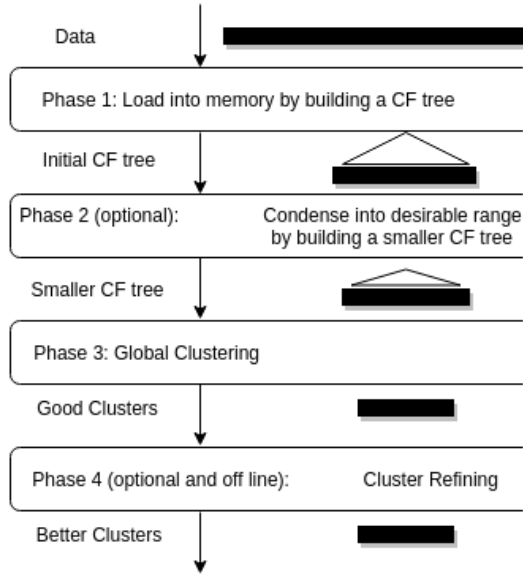 Data
Phase 1: Load into memory by building a CF tree
Initial CF tree
Phase 2 (optional): Condense into desirable range
by building a smaller CF tree
Smaller CF tree
Phase 3: Global Clustering
Good Clusters
Phase 4 (optional and off line): Cluster Refining
Better Clusters